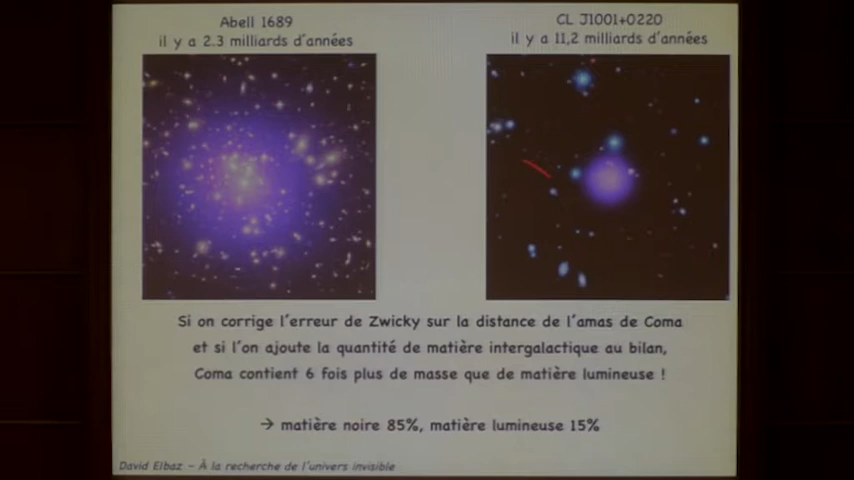 Abell 1689
il y a 2.3 milliards d'années
CL J1001+0220
il y a 11,2 milliards d'années
Si on corrige l'erreur de Zwicky sur la distance de l'amas de Coma
et si l'on ajoute la quantité de matière intergalactique au bilan,
Coma contient 6 fois plus de masse que de matière lumineuse !
→ matière noire 85%, matière lumineuse 15%
David Elbaz – À la recherche de l'univers invisible